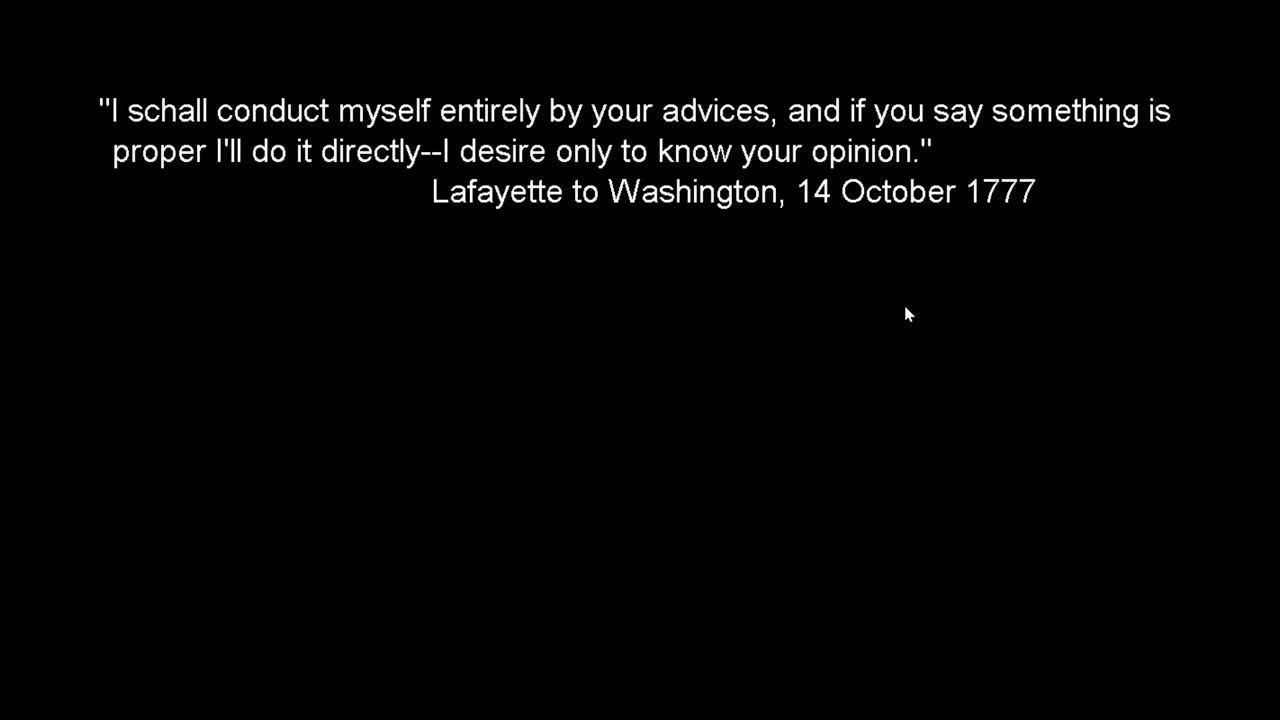 "I schall conduct myself entirely by your advices, and if you say something is
proper I'll do it directly--I desire only to know your opinion."
Lafayette to Washington, 14 October 1777